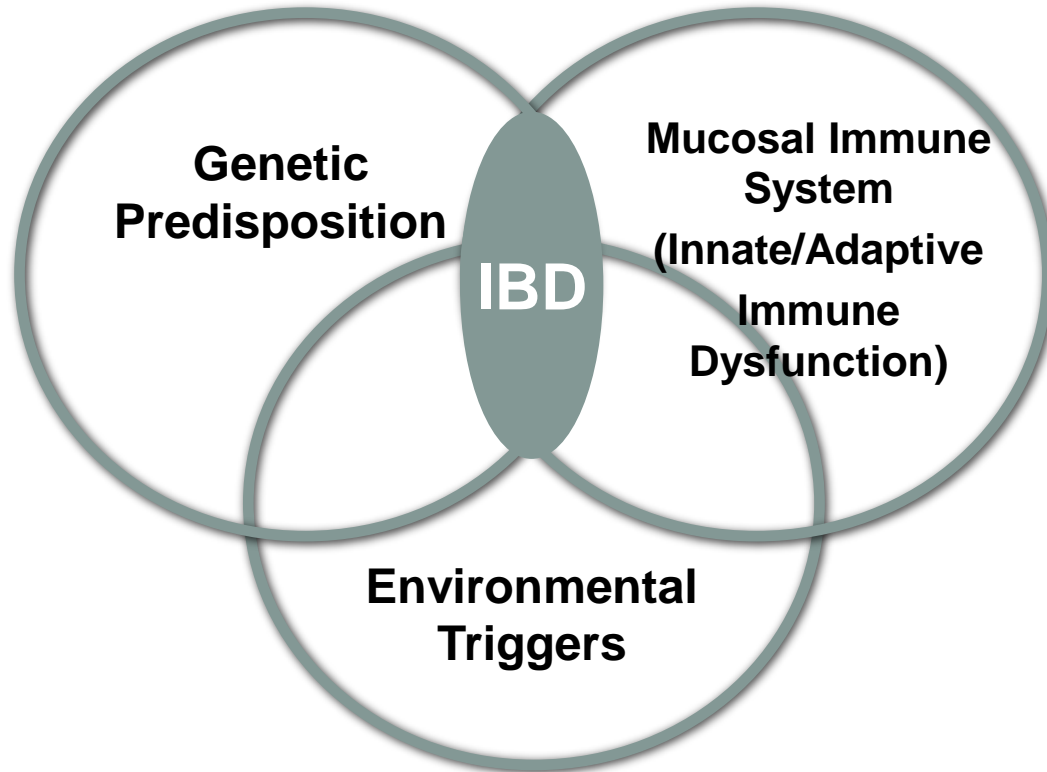 Genetic
Predisposition
Mucosal Immune
System
(Innate/Adaptive
Immune
Dysfunction)
IBD
Environmental
Triggers